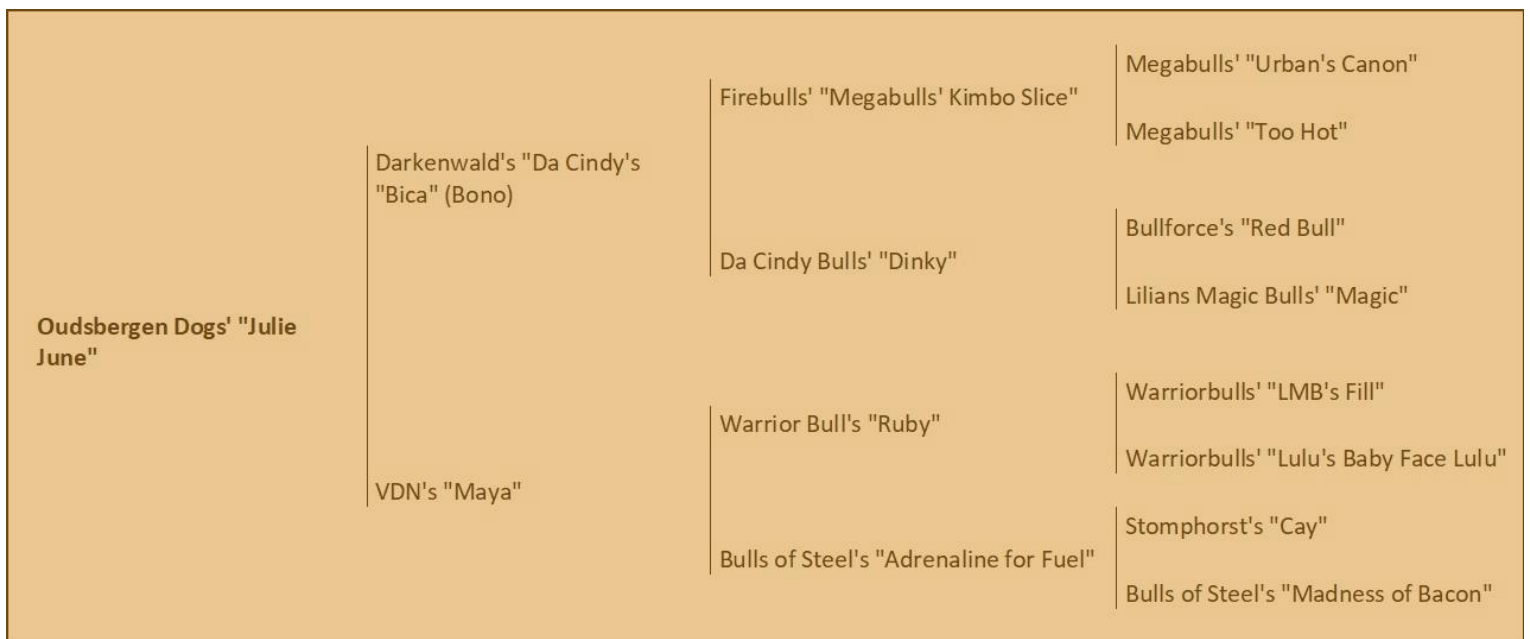 Megabulls' "Urban's Canon"
Firebulls' "Megabulls' Kimbo Slice"
Megabulls' "Too Hot"
Darkenwald's "Da Cindy's
"Bica" (Bono)
Bullforce's "Red Bull"
Da Cindy Bulls' "Dinky"
Lilians Magic Bulls' "Magic"
Oudsbergen Dogs' "Julie
June"
Warriorbulls' "LMB's Fill"
Warrior Bull's "Ruby"
Warriorbulls' "Lulu's Baby Face Lulu"
VDN's "Maya"
Stomphorst's "Cay"
Bulls of Steel's "Adrenaline for Fuel"
Bulls of Steel's "Madness of Bacon"